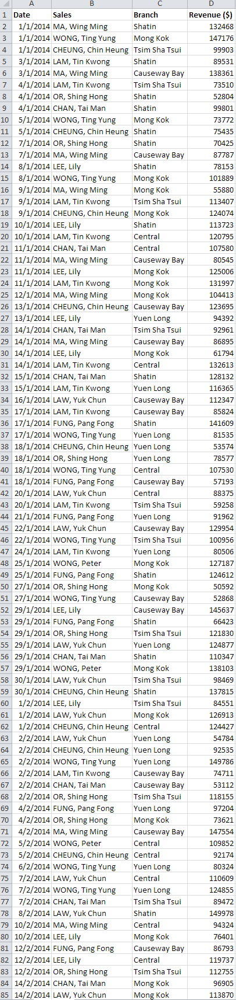 A B C D
1 Date Sales Branch Revenue ($)
2 1/1/2014 MA, Wing Ming Shatin 132468
3 1/1/2014 WONG, Ting Yung Mong Kok 147176
4 1/1/2014 CHEUNG, Chin Heung Tsim Sha Tsui 99903
5 3/1/2014 LAM, Tin Kwong Shatin 89531
6 3/1/2014 MA, Wing Ming Causeway Bay 138361
7 4/1/2014 LAM, Tin Kwong Tsim Sha Tsui 73510
8 4/1/2014 OR, Shing Hong Shatin 52804
9 4/1/2014 CHAN, Tai Man Shatin 99801
10 5/1/2014 WONG, Ting Yung Mong Kok 73772
11 5/1/2014 CHEUNG, Chin Heung Shatin 75435
12 7/1/2014 OR, Shing Hong Shatin 70425
13 7/1/2014 MA, Wing Ming Causeway Bay 87787
14 8/1/2014 LEE, Lily Shatin 78153
15 8/1/2014 WONG, Ting Yung Mong Kok 101889
16 9/1/2014 MA, Wing Ming Mong Kok 55880
17 9/1/2014 LAM, Tin Kwong Tsim Sha Tsui 113407
18 9/1/2014 CHEUNG, Chin Heung Mong Kok 124074
19 10/1/2014 LEE, Lily Shatin 113723
20 10/1/2014 LAM, Tin Kwong Central 120795
21 11/1/2014 CHAN, Tai Man Central 107580
22 11/1/2014 MA, Wing Ming Causeway Bay 80545
23 11/1/2014 LEE, Lily Mong Kok 125006
24 11/1/2014 LAM, Tin Kwong Mong Kok 131997
25 12/1/2014 MA, Wing Ming Mong Kok 104413
26 13/1/2014 CHEUNG, Chin Heung Causeway Bay 123695
27 13/1/2014 LEE, Lily Yuen Long 94392
28 14/1/2014 CHAN, Tai Man Tsim Sha Tsui 92961
29 14/1/2014 MA, Wing Ming Causeway Bay 86895
30 14/1/2014 LEE, Lily Mong Kok 61794
31 14/1/2014 LAM, Tin Kwong Central 132613
32 15/1/2014 CHAN, Tai Man Shatin 128132
33 15/1/2014 LAM, Tin Kwong Yuen Long 116365
34 16/1/2014 LAW, Yuk Chun Causeway Bay 112347
35 17/1/2014 LAM, Tin Kwong Causeway Bay 85824
36 17/1/2014 FUNG, Pang Fong Shatin 141609
37 17/1/2014 WONG, Ting Yung Yuen Long 81535
38 18/1/2014 CHEUNG, Chin Heung Yuen Long 53574
39 18/1/2014 OR, Shing Hong Yuen Long 78577
40 18/1/2014 WONG, Ting Yung Central 107530
41 18/1/2014 FUNG, Pang Fong Causeway Bay 57193
42 20/1/2014 LAW, Yuk Chun Central 88375
43 20/1/2014 LAM, Tin Kwong Tsim Sha Tsui 59258
44 21/1/2014 FUNG, Pang Fong Yuen Long 91962
45 22/1/2014 LAW, Yuk Chun Causeway Bay 129954
46 22/1/2014 WONG, Ting Yung Tsim Sha Tsui 100956
47 24/1/2014 LAM, Tin Kwong Yuen Long 80506
48 25/1/2014 WONG, Peter Mong Kok 127187
49 25/1/2014 FUNG, Pang Fong Shatin 124612
50 27/1/2014 OR, Shing Hong Mong Kok 50592
51 27/1/2014 WONG, Ting Yung Causeway Bay 52868
52 29/1/2014 LEE, Lily Causeway Bay 145637
53 29/1/2014 FUNG, Pang Fong Shatin 66423
54 29/1/2014 OR, Shing Hong Tsim Sha Tsui 121830
55 29/1/2014 LAW, Yuk Chun Yuen Long 124877
56 29/1/2014 CHAN, Tai Man Shatin 110347
57 29/1/2014 WONG, Peter Mong Kok 138103
58 30/1/2014 LAW, Yuk Chun Tsim Sha Tsui 98469
59 30/1/2014 CHEUNG, Chin Heung Shatin 137815
60 1/2/2014 LEE, Lily Tsim Sha Tsui 84551
61 1/2/2014 LAW, Yuk Chun Mong Kok 126913
62 1/2/2014 CHEUNG, Chin Heung Central 124427
63 2/2/2014 LAW, Yuk Chun Yuen Long 54784
64 2/2/2014 CHEUNG, Chin Heung Yuen Long 92535
65 2/2/2014 WONG, Ting Yung Yuen Long 149786
66 2/2/2014 LAM, Tin Kwong Causeway Bay 74711
67 2/2/2014 CHAN, Tai Man Causeway Bay 53112
68 2/2/2014 OR, Shing Hong Tsim Sha Tsui 118155
69 4/2/2014 FUNG, Pang Fong Yuen Long 97204
70 4/2/2014 OR, Shing Hong Mong Kok 73621
71 4/2/2014 MA, Wing Ming Causeway Bay 147554
72 5/2/2014 WONG, Peter Central 109852
73 5/2/2014 CHEUNG, Chin Heung Central 92174
74 6/2/2014 WONG, Ting Yung Yuen Long 80324
75 7/2/2014 LAW, Yuk Chun Central 110609
76 7/2/2014 WONG, Ting Yung Yuen Long 124855
77 7/2/2014 CHAN, Tai Man Tsim Sha Tsui 89472
78 8/2/2014 LAW, Yuk Chun Shatin 149978
79 10/2/2014 MA, Wing Ming Central 94324
80 10/2/2014 LEE, Lily Mong Kok 76401
81 12/2/2014 FUNG, Pang Fong Causeway Bay 86793
82 12/2/2014 LEE, Lily Central 119737
83 12/2/2014 OR, Shing Hong Tsim Sha Tsui 112755
84 14/2/2014 CHAN, Tai Man Mong Kok 96905
85 14/2/2014 LAW, Yuk Chun Mong Kok 113870